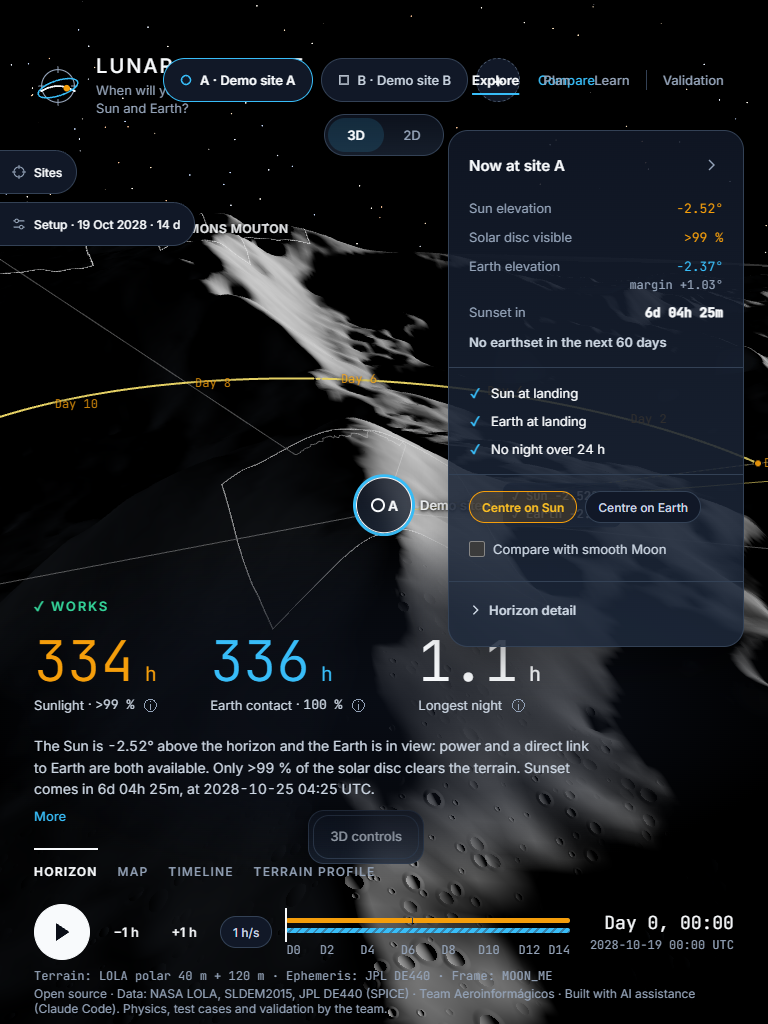 LUNAR
A · Demo site A
B · Demo site B
Explore
Plan
Compare
Learn
Validation
When will y
Sun and Earth?
3D
2D
Sites
Setup · 19 Oct 2028 · 14 d
MONS MOUTON
Now at site A
Sun elevation
-2.52°
Solar disc visible
>99 %
Earth elevation
-2.37°
margin +1.03°
Sunset in
6d 04h 25m
No earthset in the next 60 days
✓ Sun at landing
✓ Earth at landing
✓ No night over 24 h
Centre on Sun
Centre on Earth
Compare with smooth Moon
Horizon detail
Day 10
Day 8
Day 6
Day 2
A
Demo
✓ WORKS
334 h
336 h
1.1 h
Sunlight · >99 %
Earth contact · 100 %
Longest night
The Sun is -2.52° above the horizon and the Earth is in view: power and a direct link
to Earth are both available. Only >99 % of the solar disc clears the terrain. Sunset
comes in 6d 04h 25m, at 2028-10-25 04:25 UTC.
More
3D controls
HORIZON
MAP
TIMELINE
TERRAIN PROFILE
−1 h
+1 h
1 h/s
D0 D2 D4 D6 D8 D10 D12 D14
Day 0, 00:00
2028-10-19 00:00 UTC
Terrain: LOLA polar 40 m + 120 m · Ephemeris: JPL DE440 · Frame: MOON_ME
Open source · Data: NASA LOLA, SLDEM2015, JPL DE440 (SPICE) · Team Aeroinformágicos · Built with AI assistance
(Claude Code). Physics, test cases and validation by the team.